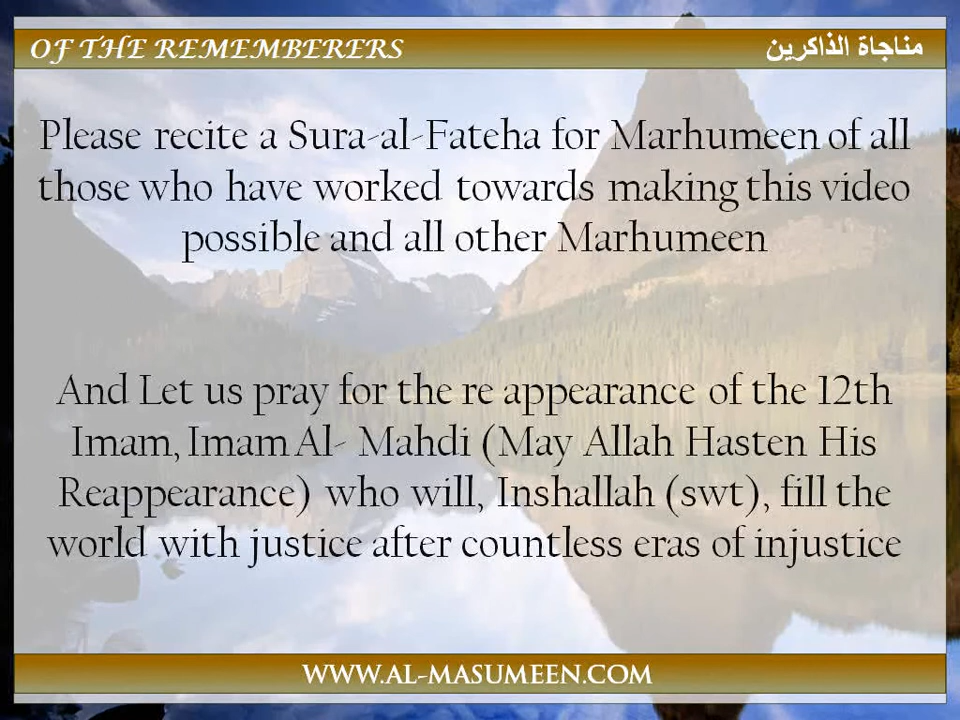 OF THE REMEMBERERS
مناجاة الذاكرين
Please recite a Sura-al-Fateha for Marhumeen of all
those who have worked towards making this video
possible and all other Marhumeen
And Let us pray for the re appearance of the 12th
Imam, Imam Al- Mahdi (May Allah Hasten His
Reappearance) who will, Inshallah (swt), fill the
world with justice after countless eras of injustice
WWW.AL-MASUMEEN.COM